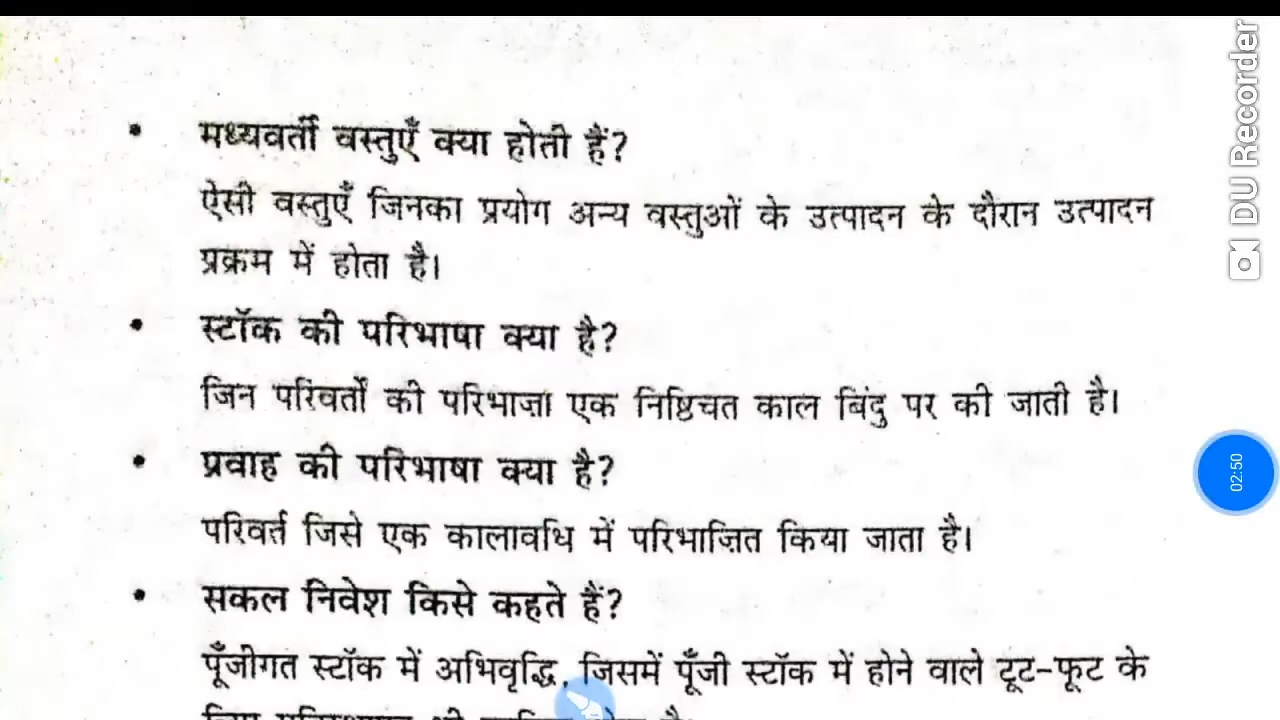 मध्यवर्ती वस्तुएँ क्या होती हैं?
ऐसी वस्तुएँ जिनका प्रयोग अन्य वस्तुओं के उत्पादन के दौरान उत्पादन
प्रक्रम में होता है।
स्टॉक की परिभाषा क्या है?
जिन परिवर्तों की परिभाज्ञा एक निष्ठिचत काल बिंदु पर की जाती है।
प्रवाह की परिभाषा क्या है?
परिवर्त जिसे एक कालावधि में परिभाज्ञित किया जाता है।
सकल निवेश किसे कहते हैं?
पूँजीगत स्टॉक में अभिवृद्धि, जिसमें पूँजी स्टॉक में होने वाले टूट-फूट के
DU Recorder
02:50